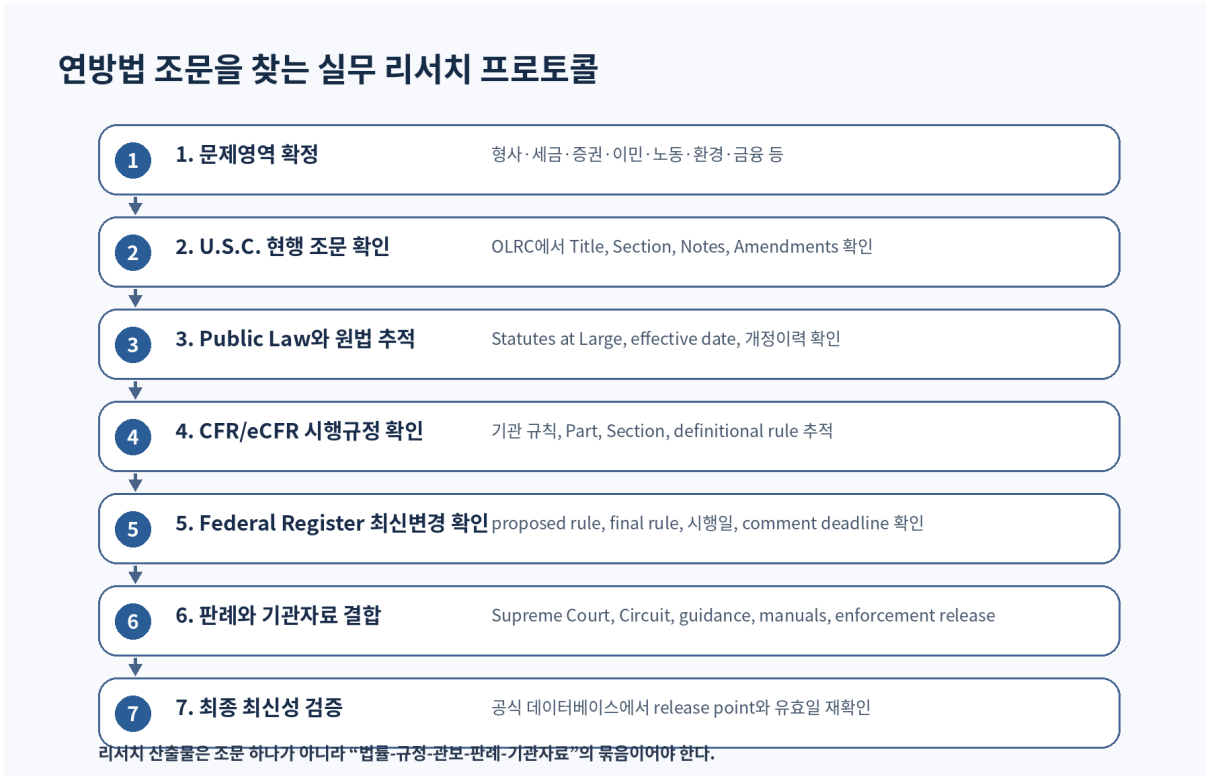 연방법 조문을 찾는 실무 리서치 프로토콜
1 1. 문제영역 확정 형사·세금·증권·이민·노동·환경·금융 등
2 2. U.S.C. 현행 조문 확인 OLRC에서 Title, Section, Notes, Amendments 확인
3 3. Public Law와 원법 추적 Statutes at Large, effective date, 개정이력 확인
4 4. CFR/eCFR 시행규정 확인 기관 규칙, Part, Section, definitional rule 추적
5 5. Federal Register 최신변경 확인 proposed rule, final rule, 시행일, comment deadline 확인
6 6. 판례와 기관자료 결합 Supreme Court, Circuit, guidance, manuals, enforcement release
7 7. 최종 최신성 검증 공식 데이터베이스에서 release point와 유효일 재확인
리서치 산출물은 조문 하나가 아니라 “법률-규정-관보-판례-기관자료”의 묶음이어야 한다.